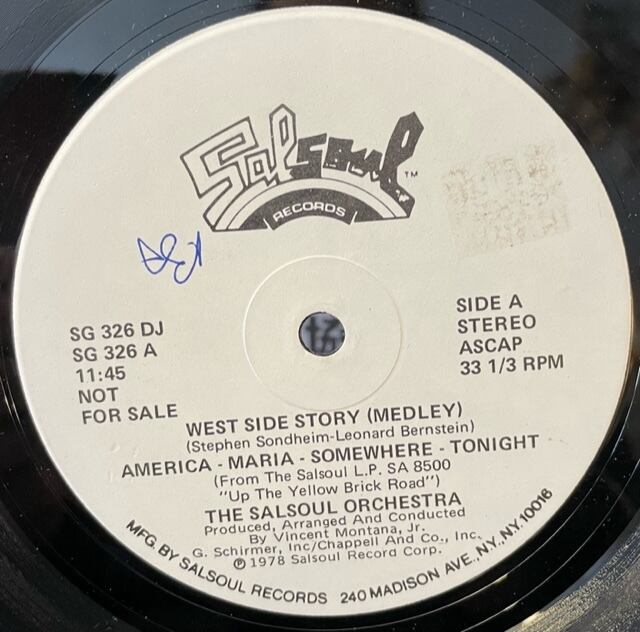 Salsoul™
RECORDS
SG 326 DJ
SG 326 A
11:45
NOT
FOR SALE
SIDE A
STEREO
ASCAP
33 1/3 RPM
WEST SIDE STORY (MEDLEY)
(Stephen Sondheim-Leonard Bernstein)
AMERICA - MARIA - SOMEWHERE - TONIGHT
(From The Salsoul L.P. SA 8500
"Up The Yellow Brick Road")
THE SALSOUL ORCHESTRA
Produced, Arranged And Conducted
By Vincent Montana, Jr.
G. Schirmer, Inc/Chappell And Co., Inc.
℗ 1978 Salsoul Record Corp.
MFG. BY SALSOUL RECORDS 240 MADISON AVE., N.Y. N.Y. 10016